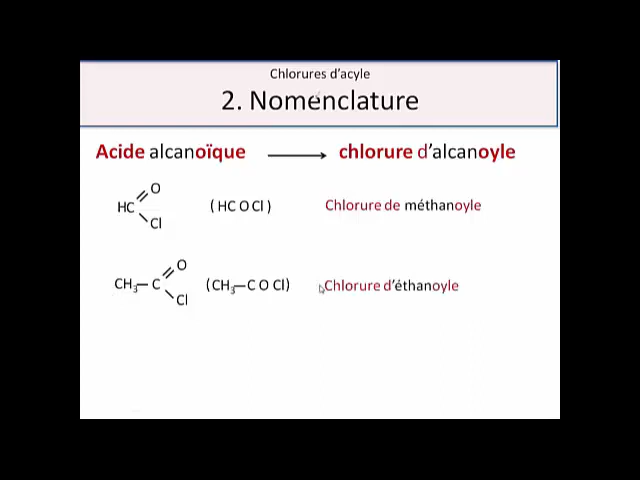 Chlorures d'acyle
2. Nomenclature
Acide alcanoïque → chlorure d'alcanoyle
O
HC (HC O Cl) Chlorure de méthanoyle
Cl
O
CH₃–C (CH₃–C O Cl) Chlorure d'éthanoyle
Cl